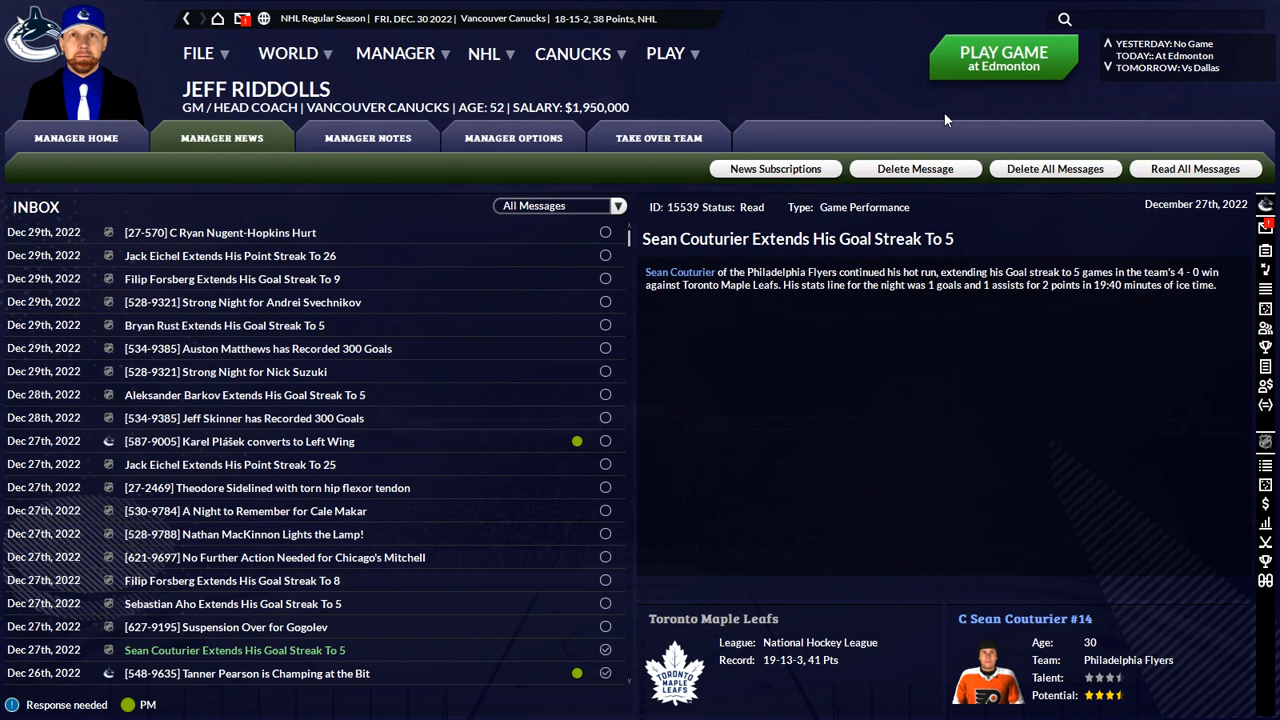 NHL Regular Season | FRI. DEC. 30 2022 | Vancouver Canucks | 18-15-2, 38 Points, NHL
FILE WORLD MANAGER NHL CANUCKS PLAY
PLAY GAME
at Edmonton
YESTERDAY: No Game
TODAY:: At Edmonton
TOMORROW: Vs Dallas
JEFF RIDDOLLS
GM / HEAD COACH | VANCOUVER CANUCKS | AGE: 52 | SALARY: $1,950,000
MANAGER HOME MANAGER NEWS MANAGER NOTES MANAGER OPTIONS TAKE OVER TEAM
News Subscriptions Delete Message Delete All Messages Read All Messages
INBOX All Messages
Dec 29th, 2022 [27-570] C Ryan Nugent-Hopkins Hurt
Dec 29th, 2022 Jack Eichel Extends His Point Streak To 26
Dec 29th, 2022 Filip Forsberg Extends His Goal Streak To 9
Dec 29th, 2022 [528-9321] Strong Night for Andrei Svechnikov
Dec 29th, 2022 Bryan Rust Extends His Goal Streak To 5
Dec 29th, 2022 [534-9385] Auston Matthews has Recorded 300 Goals
Dec 29th, 2022 [528-9321] Strong Night for Nick Suzuki
Dec 28th, 2022 Aleksander Barkov Extends His Goal Streak To 5
Dec 28th, 2022 [534-9385] Jeff Skinner has Recorded 300 Goals
Dec 27th, 2022 [587-9005] Karel Plášek converts to Left Wing
Dec 27th, 2022 Jack Eichel Extends His Point Streak To 25
Dec 27th, 2022 [27-2469] Theodore Sidelined with torn hip flexor tendon
Dec 27th, 2022 [530-9784] A Night to Remember for Cale Makar
Dec 27th, 2022 [528-9788] Nathan MacKinnon Lights the Lamp!
Dec 27th, 2022 [621-9697] No Further Action Needed for Chicago's Mitchell
Dec 27th, 2022 Filip Forsberg Extends His Goal Streak To 8
Dec 27th, 2022 Sebastian Aho Extends His Goal Streak To 5
Dec 27th, 2022 [627-9195] Suspension Over for Gogolev
Dec 27th, 2022 Sean Couturier Extends His Goal Streak To 5
Dec 26th, 2022 [548-9635] Tanner Pearson is Champing at the Bit
Response needed PM
ID: 15539 Status: Read Type: Game Performance December 27th, 2022
Sean Couturier Extends His Goal Streak To 5
Sean Couturier of the Philadelphia Flyers continued his hot run, extending his Goal streak to 5 games in the team's 4 - 0 win
against Toronto Maple Leafs. His stats line for the night was 1 goals and 1 assists for 2 points in 19:40 minutes of ice time.
Toronto Maple Leafs
League: National Hockey League
Record: 19-13-3, 41 Pts
TORONTO
MAPLE
LEAFS
C Sean Couturier #14
Age: 30
Team: Philadelphia Flyers
Talent:
Potential: